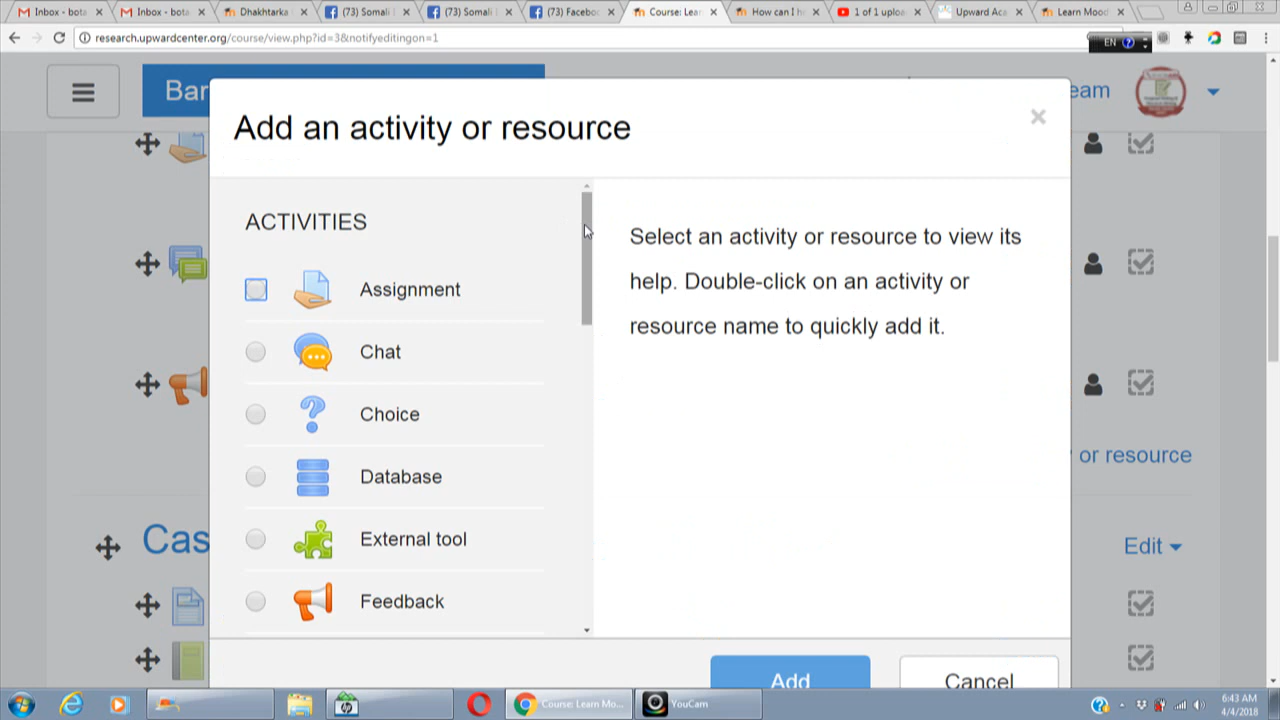 Inbox - bota
Inbox - bota
Dhakhtarka
(73) Somali
(73) Somali
(73) Facebo
Course: Lear
How can I h
1 of 1 uploa
Upward Aca
Learn Mood
research.upwardcenter.org/course/view.php?id=3&notifyeditingon=1
EN
Bar
eam
Add an activity or resource
×
ACTIVITIES
Assignment
Chat
Choice
Database
External tool
Feedback
Select an activity or resource to view its
help. Double-click on an activity or
resource name to quickly add it.
or resource
Cas
Edit
Add
Cancel
Course: Learn Mo...
YouCam
6:43 AM
4/4/2018